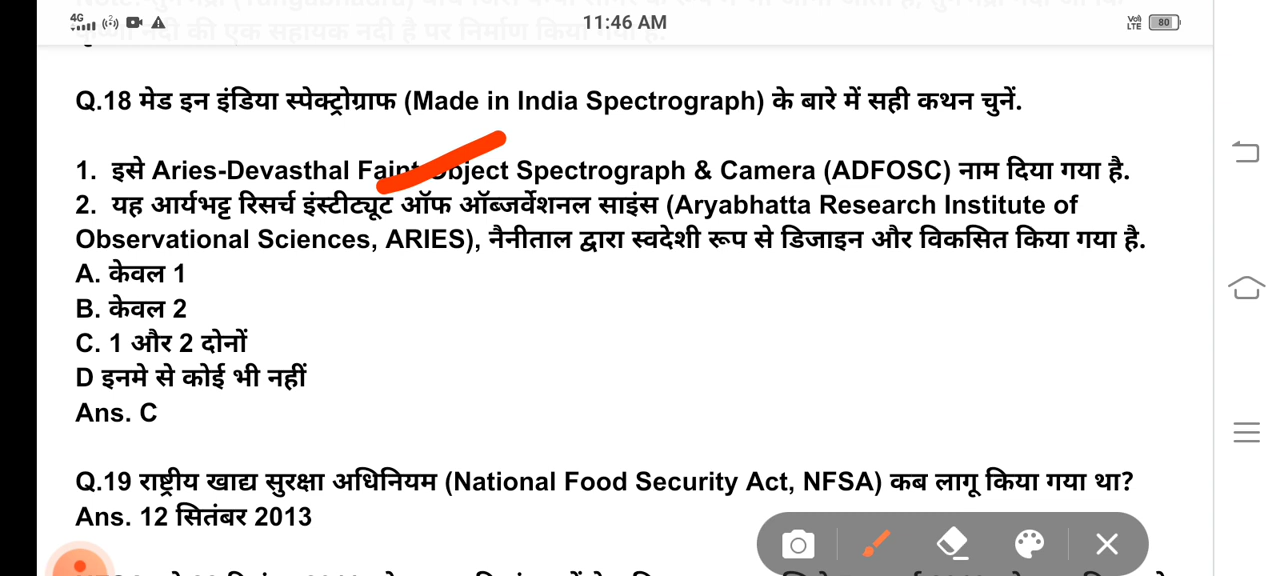 4G
11:46 AM
VoLTE
80
Q.18 मेड इन इंडिया स्पेक्ट्रोग्राफ (Made in India Spectrograph) के बारे में सही कथन चुनें.
1. इसे Aries-Devasthal Faint Object Spectrograph & Camera (ADFOSC) नाम दिया गया है.
2. यह आर्यभट्ट रिसर्च इंस्टीट्यूट ऑफ ऑब्जर्वेशनल साइंस (Aryabhatta Research Institute of
Observational Sciences, ARIES), नैनीताल द्वारा स्वदेशी रूप से डिजाइन और विकसित किया गया है.
A. केवल 1
B. केवल 2
C. 1 और 2 दोनों
D इनमे से कोई भी नहीं
Ans. C
Q.19 राष्ट्रीय खाद्य सुरक्षा अधिनियम (National Food Security Act, NFSA) कब लागू किया गया था?
Ans. 12 सितंबर 2013